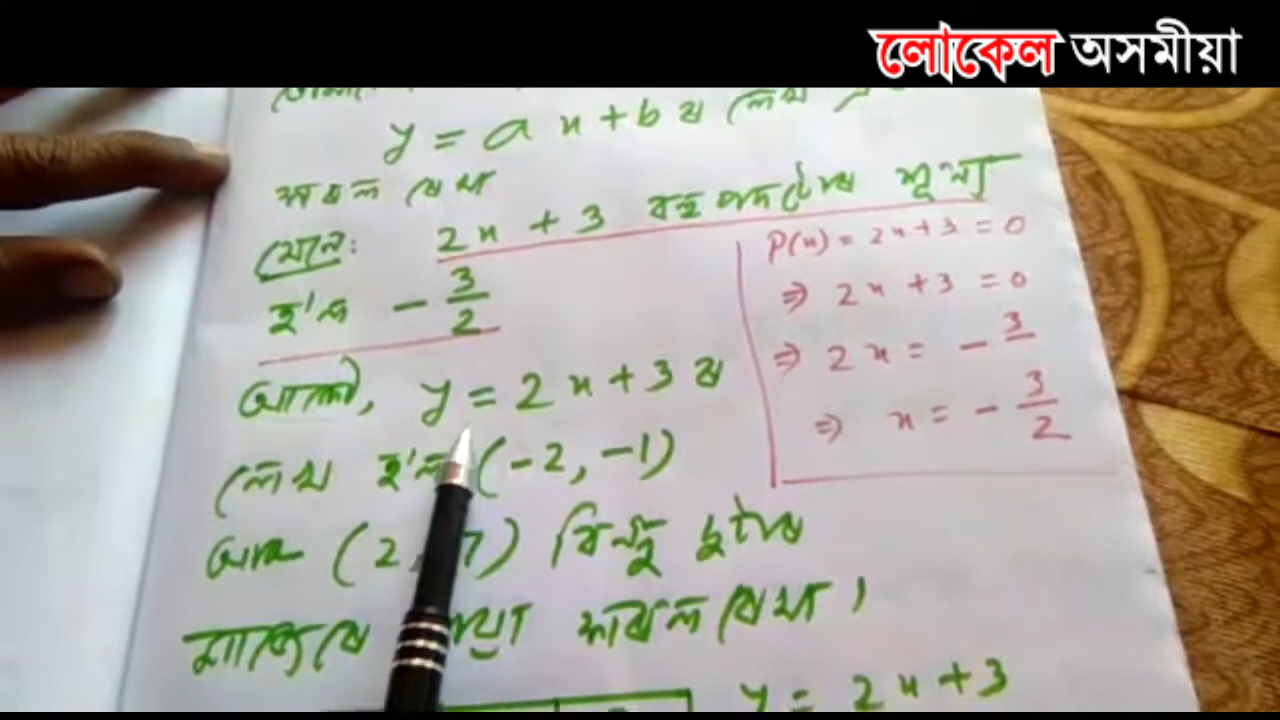 লোকেল অসমীয়া
y = ax + b ৰ লেখ
সৰল ৰেখা
যেনে: 2x + 3 বহুপদটোৰ শূন্য
হ'ল - 3/2
P(x) = 2x + 3 = 0
⇒ 2x + 3 = 0
⇒ 2x = - 3
⇒ x = - 3/2
আকৌ, y = 2x + 3 ৰ
লেখ হ'ল (-2, -1)
আৰু (2, 7) বিন্দু দুটাৰ
মাজেৰে সৰল ৰেখা।
y = 2x + 3